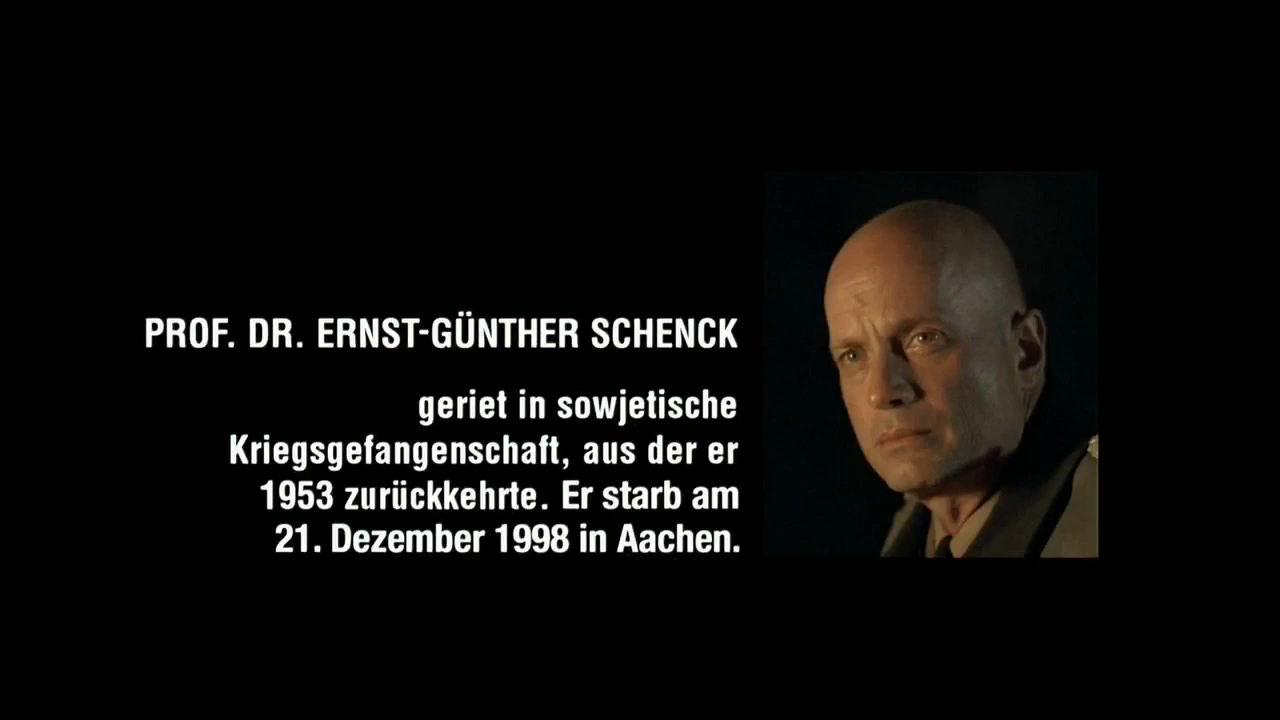 PROF. DR. ERNST-GÜNTHER SCHENCK
geriet in sowjetische
Kriegsgefangenschaft, aus der er
1953 zurückkehrte. Er starb am
21. Dezember 1998 in Aachen.